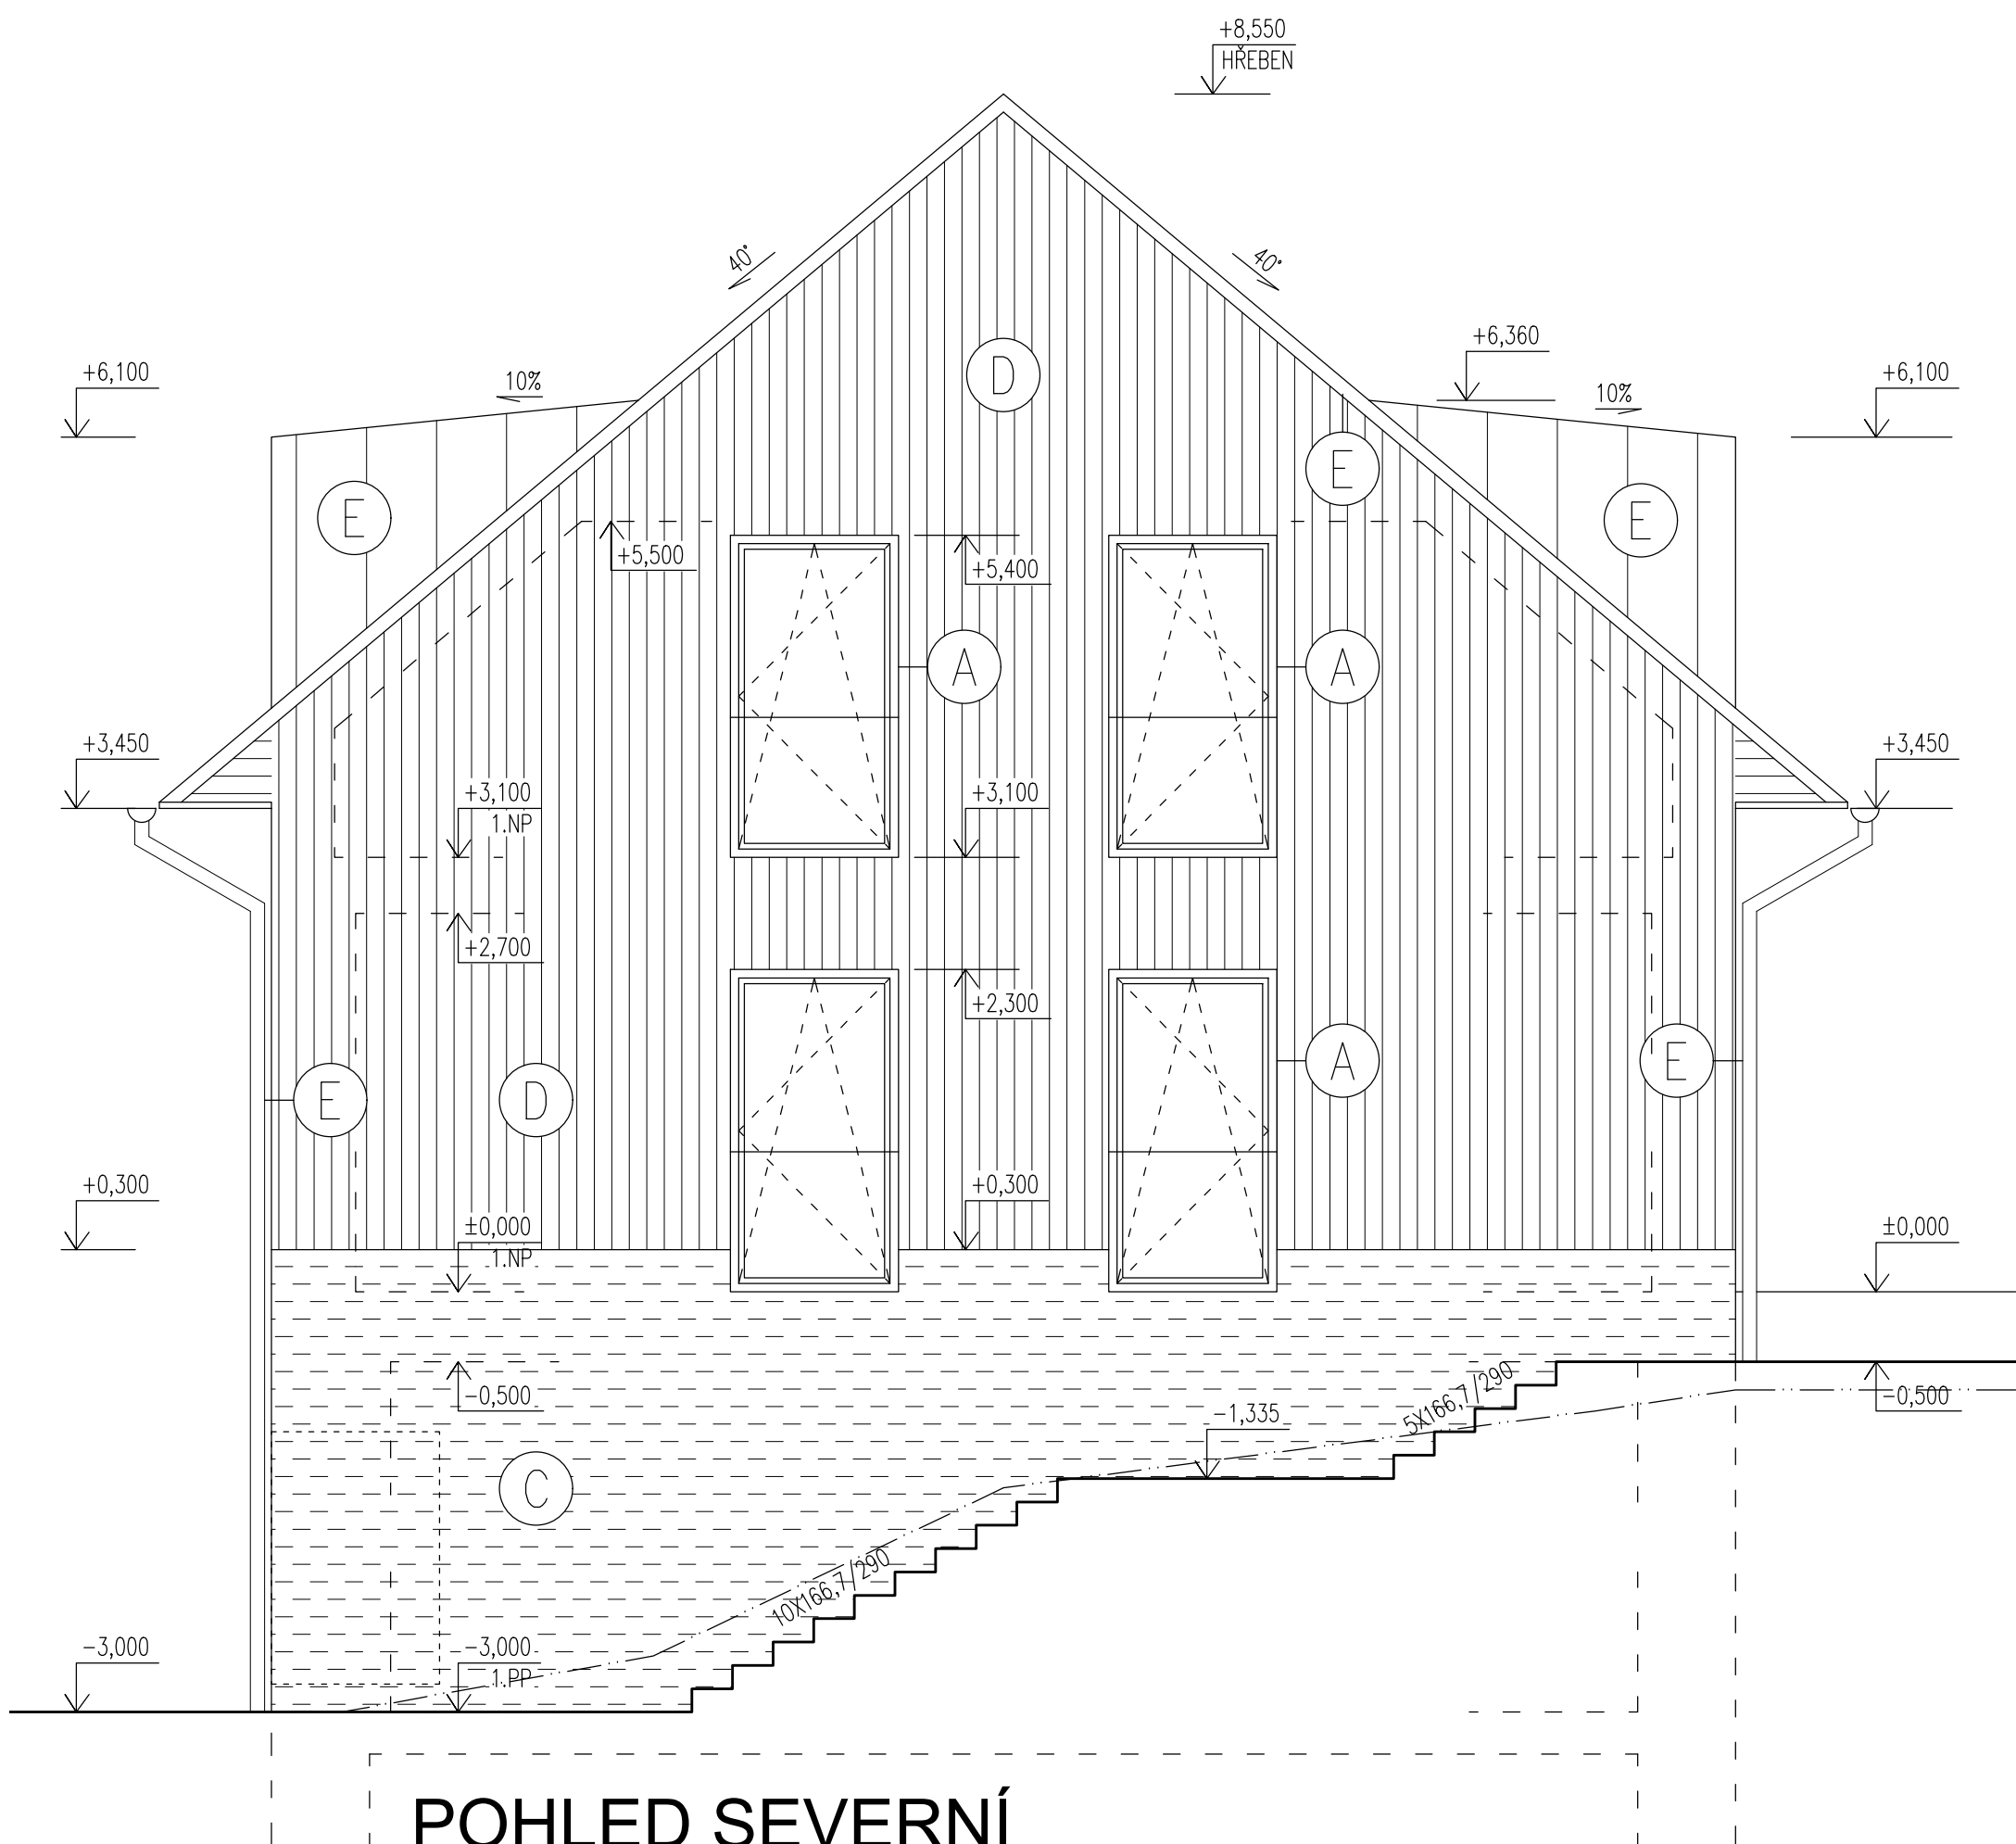 +8,550
HŘEBEN
40°
40°
+6,360
+6,100
10%
10%
+6,100
D
E
E
E
+5,500
+5,400
A
A
+3,450
+3,100
1.NP
+3,100
+3,450
+2,700
+2,300
E
D
A
E
+0,300
+0,300
±0,000
1.NP
±0,000
-0,500
-1,335
5X166,7/290
-0,500
C
10X166,7/290
-3,000
-3,000
1.PP
POHLED SEVERNÍ